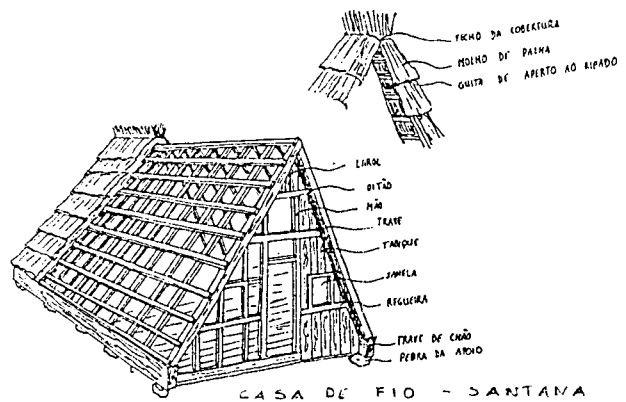 FECHO DA COBERTURA
MOLHO DE PALHA
GUITA DE APERTO AO RIPADO
LAROL
OITÃO
MÃO
TRAVE
TABIQUE
JANELA
REGUEIRA
TRAVE DE CHÃO
PEDRA DA APOIO
CASA DE FIO - SANTANA